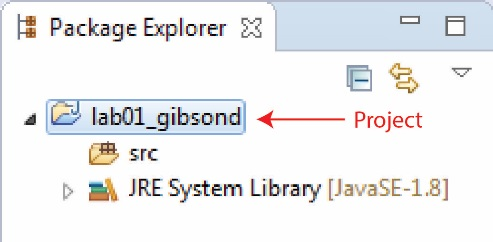 Package Explorer
lab01_gibsond
Project
src
JRE System Library [JavaSE-1.8]